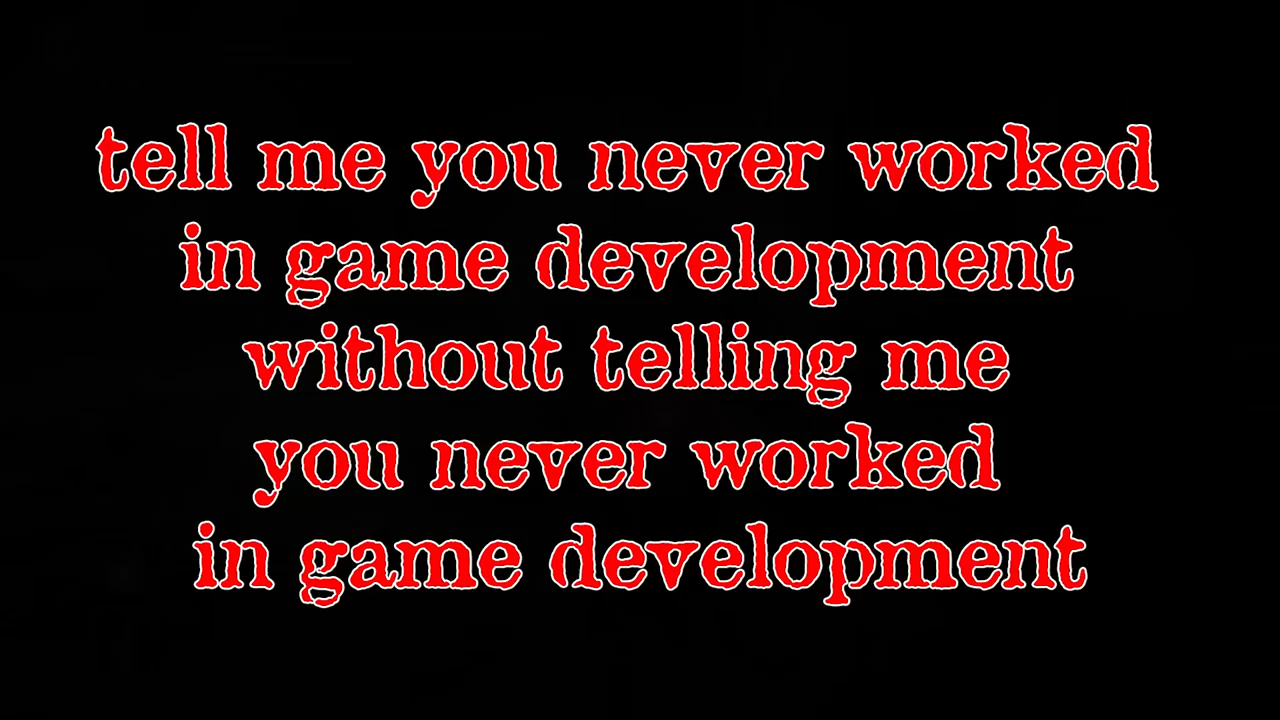 tell me you never worked
in game development
without telling me
you never worked
in game development